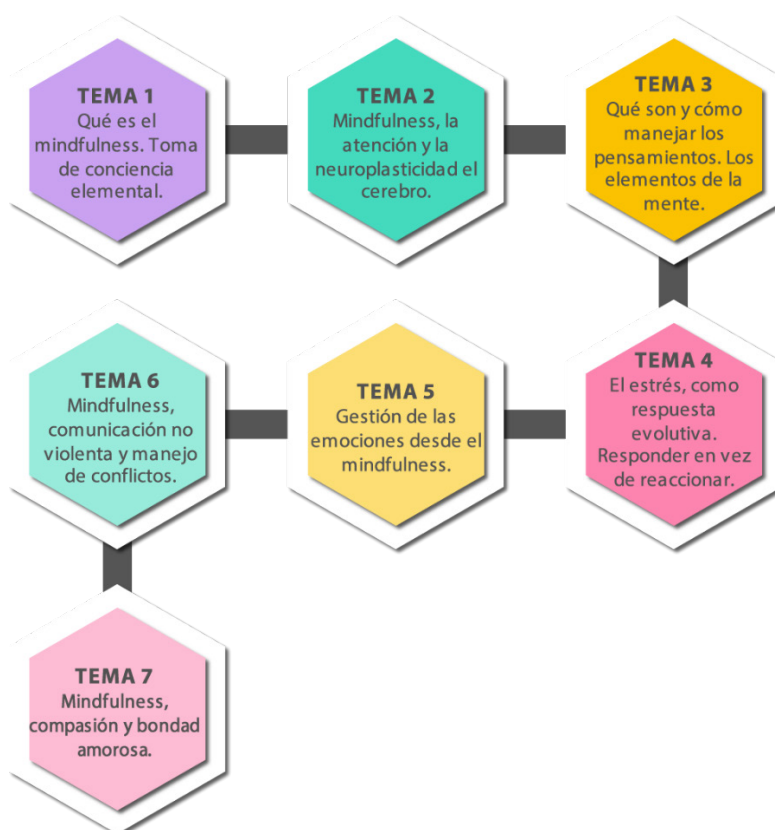 TEMA 1
Qué es el
mindfulness. Toma
de conciencia
elemental.
TEMA 2
Mindfulness, la
atención y la
neuroplasticidad el
cerebro.
TEMA 3
Qué son y cómo
manejar los
pensamientos. Los
elementos de la
mente.
TEMA 4
El estrés, como
respuesta
evolutiva.
Responder en vez
de reaccionar.
TEMA 5
Gestión de las
emociones desde el
mindfulness.
TEMA 6
Mindfulness,
comunicación no
violenta y manejo
de conflictos.
TEMA 7
Mindfulness,
compasión y bondad
amorosa.